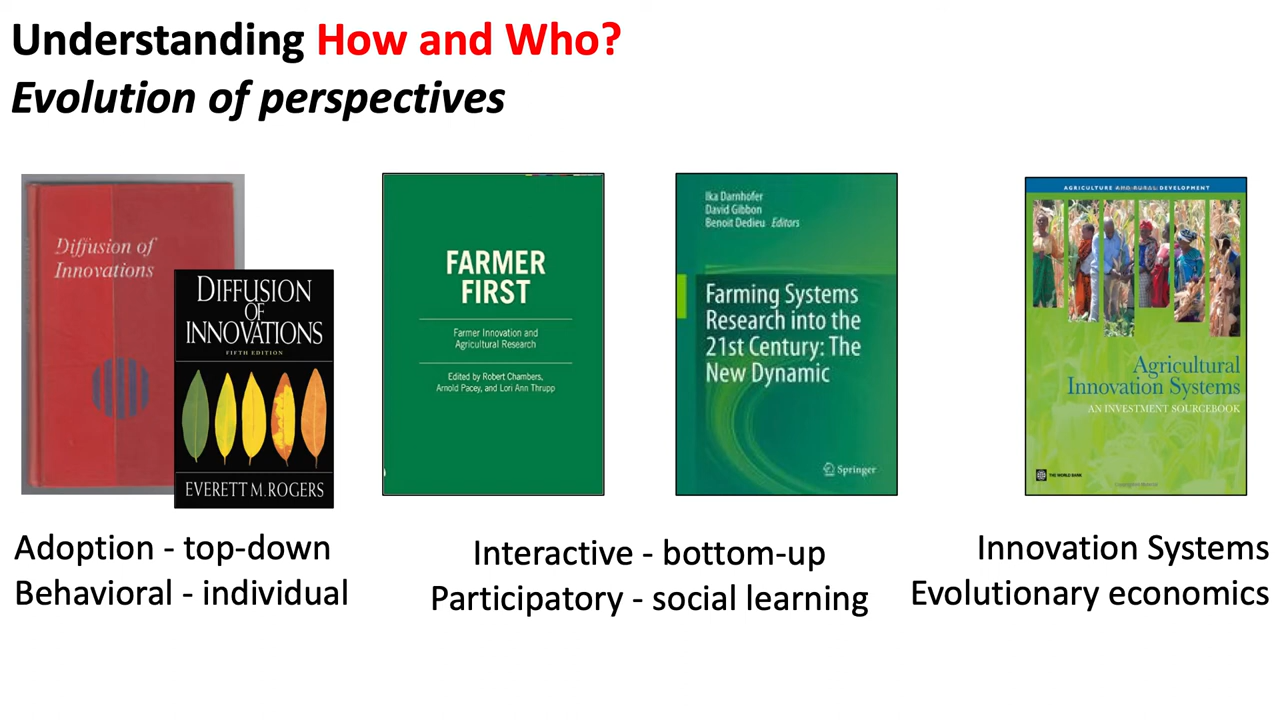 Understanding How and Who?
Evolution of perspectives
Diffusion of
Innovations
DIFFUSION
OF
INNOVATIONS
FIFTH EDITION
EVERETT M. ROGERS
FARMER
FIRST
Farmer Innovation and
Agricultural Research
Edited by Robert Chambers,
Arnold Pacey, and Lori Ann Thrupp
Ika Darnhofer
David Gibbon
Benoit Dedieu Editors
Farming Systems
Research into the
21st Century: The
New Dynamic
Springer
AGRICULTURE AND RURAL DEVELOPMENT
Agricultural
Innovation Systems
AN INVESTMENT SOURCEBOOK
THE WORLD BANK
Adoption - top-down
Behavioral - individual
Interactive - bottom-up
Participatory - social learning
Innovation Systems
Evolutionary economics